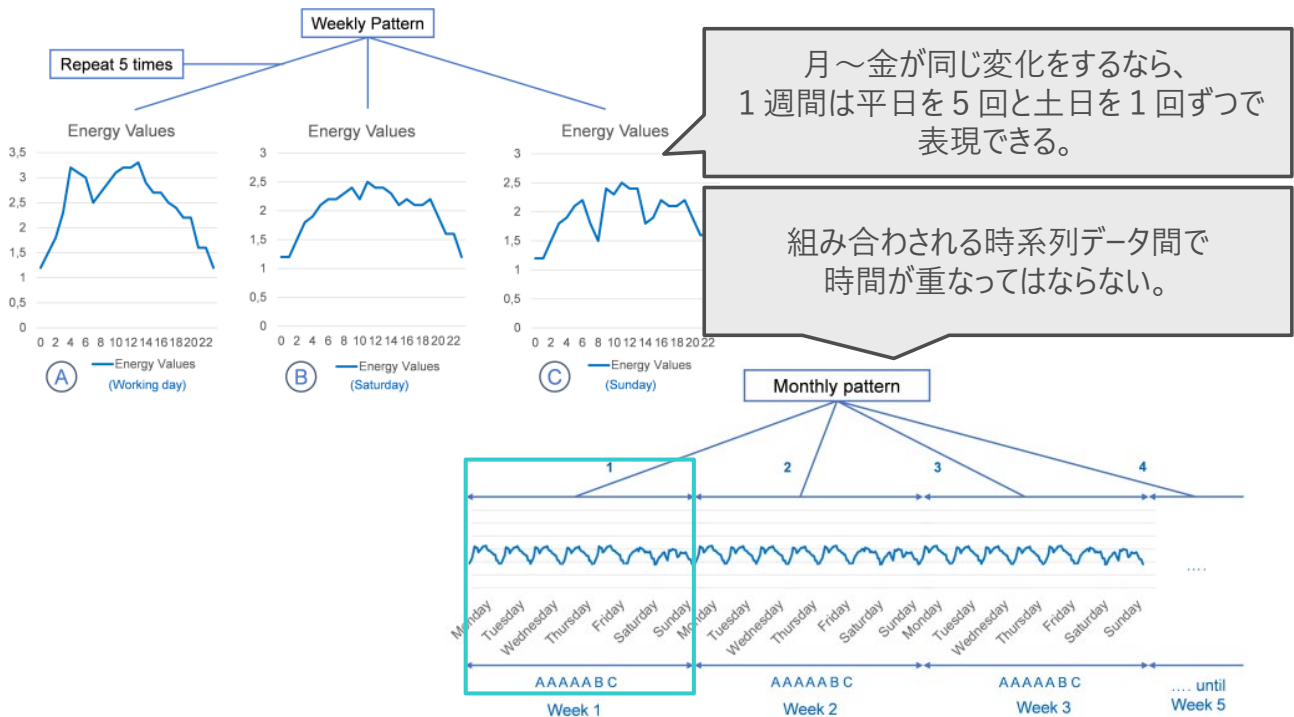 Weekly Pattern
Repeat 5 times
月～金が同じ変化をするなら、
１週間は平日を５回と土日を１回ずつで
表現できる。
Energy Values
3,5
3
2,5
2
1,5
1
0,5
0
0 2 4 6 8 10 12 14 16 18 20 22
Energy Values
A
(Working day)
Energy Values
3
2,5
2
1,5
1
0,5
0
0 2 4 6 8 10 12 14 16 18 20 22
Energy Values
B
(Saturday)
Energy Values
3
2,5
2
1,5
1
0,5
0
0 2 4 6 8 10 12 14 16 18 20 22
Energy Values
C
(Sunday)
組み合わされる時系列データ間で
時間が重なってはならない。
Monthly pattern
1 2 3 4
....
Monday Tuesday Wednesday Thursday Friday Saturday Sunday Monday Tuesday Wednesday Thursday Friday Saturday Sunday Monday Tuesday Wednesday Thursday Friday Saturday Sunday
AAAAA B C
Week 1
AAAAA B C
Week 2
AAAAA B C
Week 3
.... until
Week 5